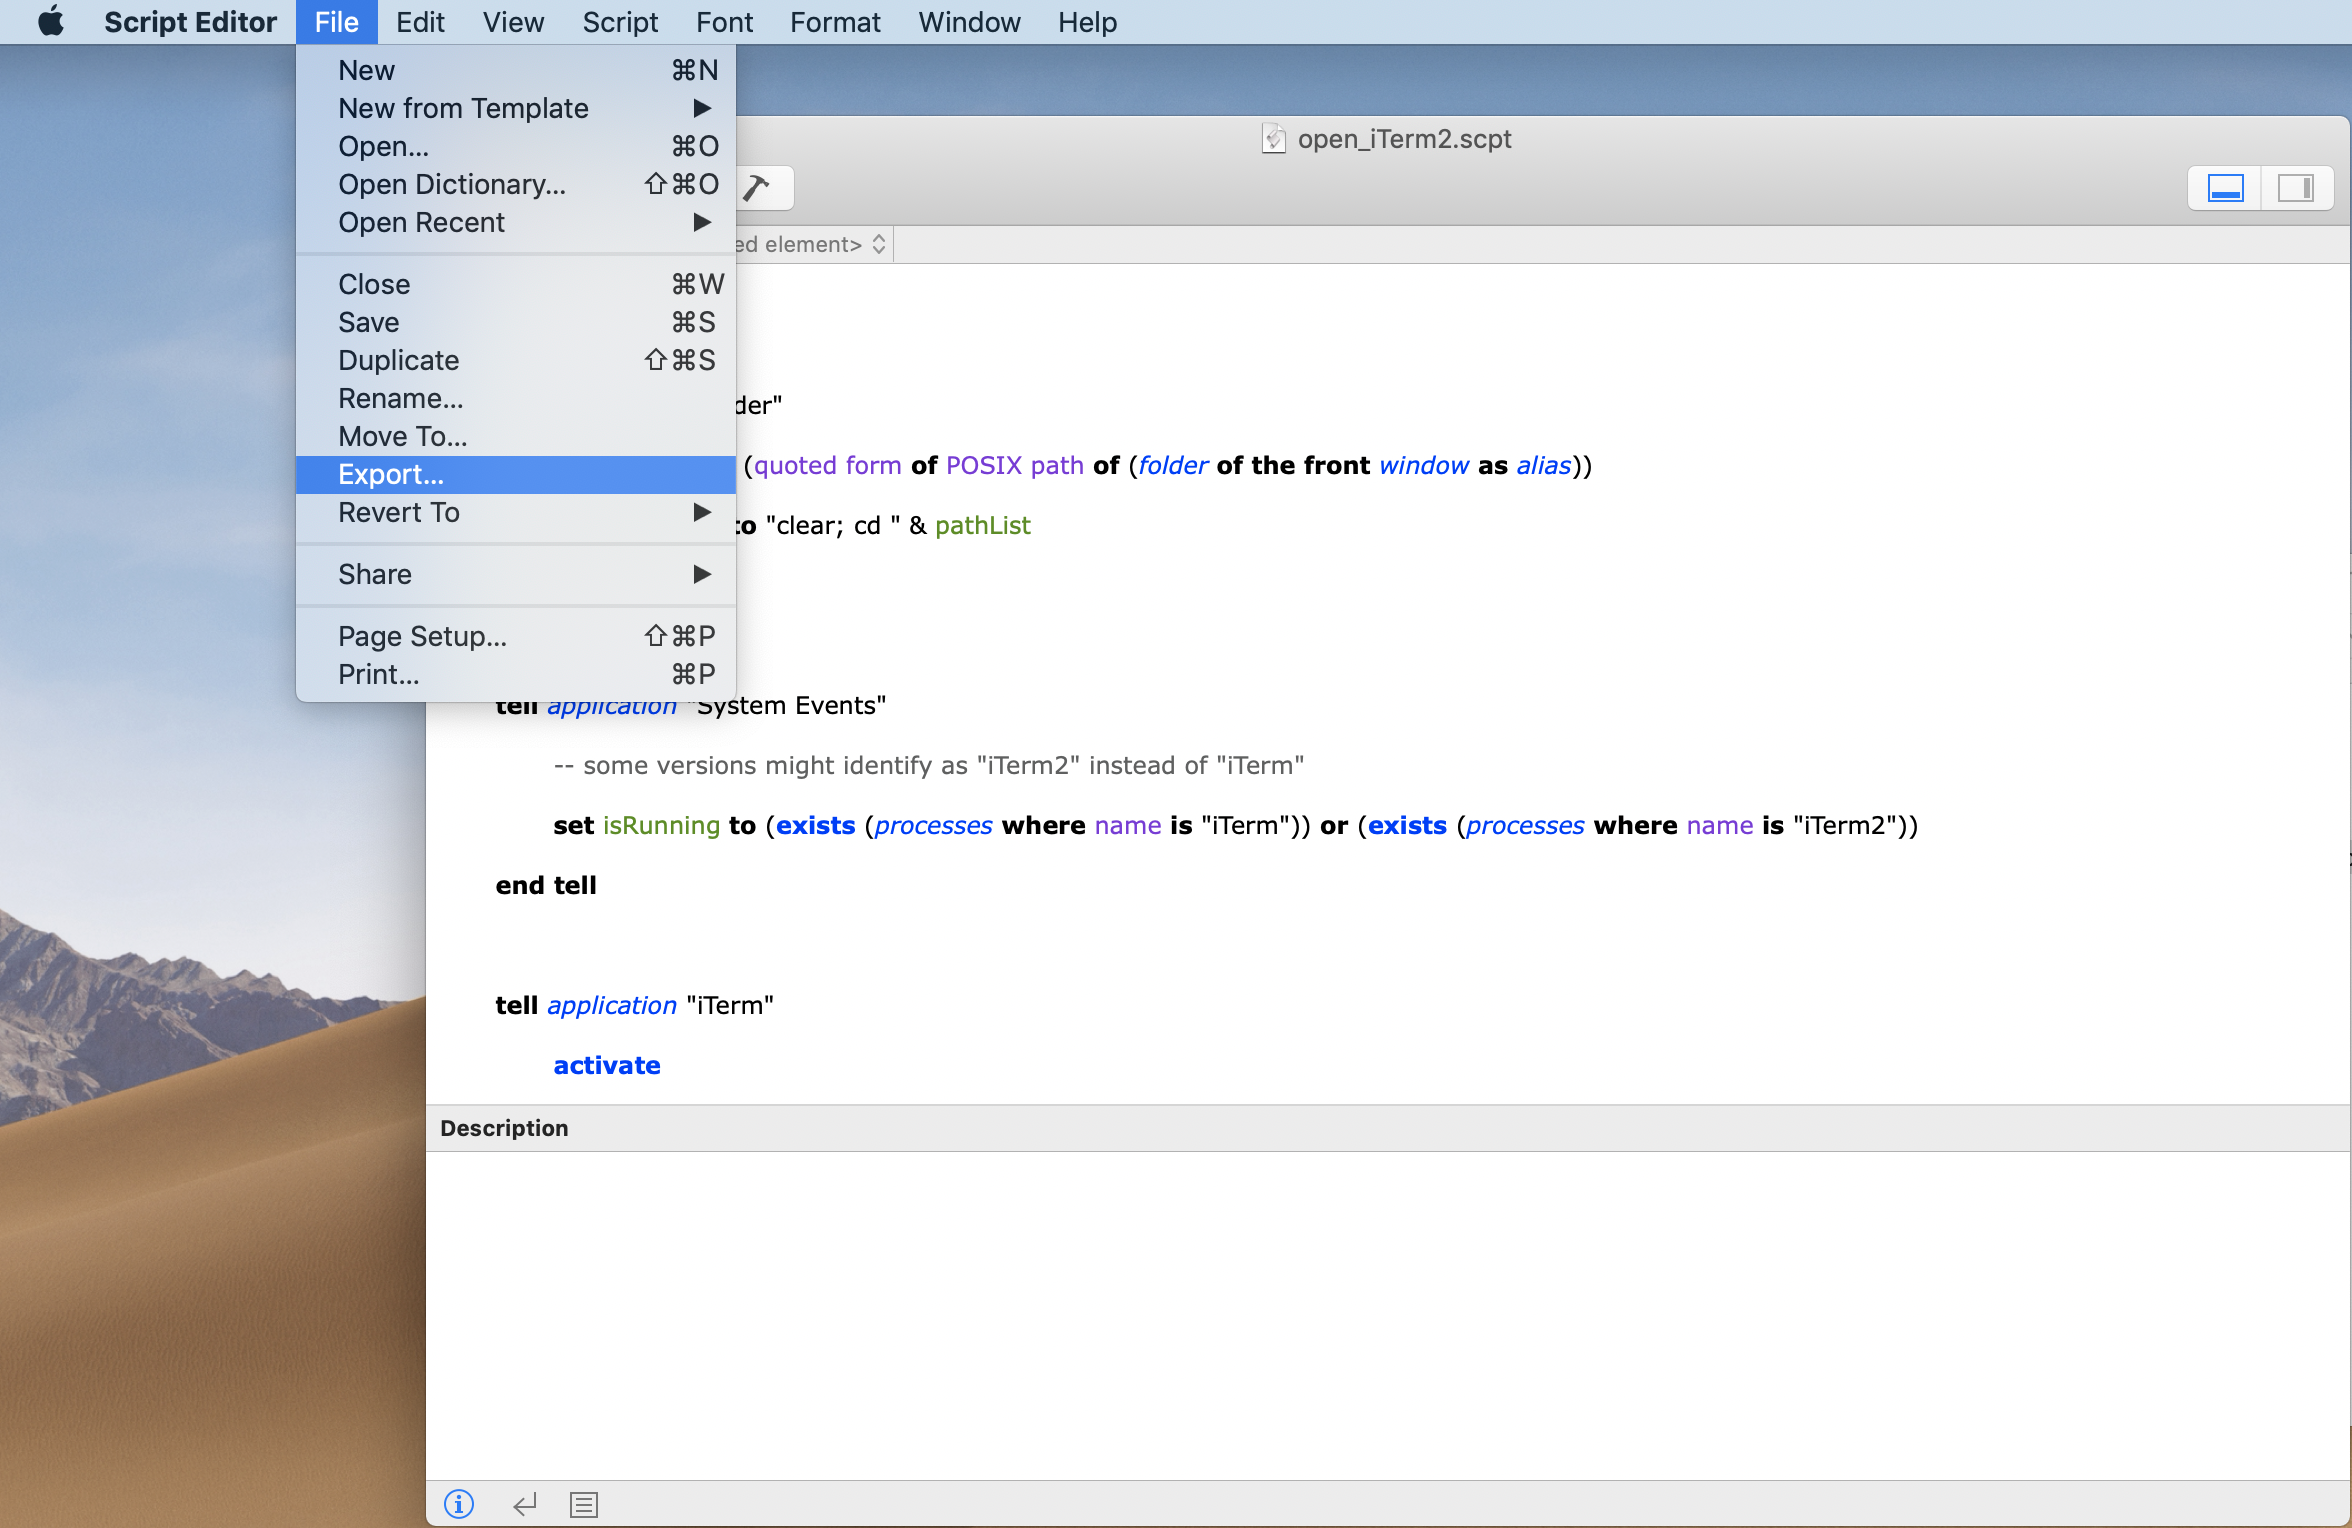 Script Editor File Edit View Script Font Format Window Help
New ⌘N
New from Template ▶
Open... ⌘O
Open Dictionary... ⇧⌘O
Open Recent ▶
Close ⌘W
Save ⌘S
Duplicate ⇧⌘S
Rename...
Move To...
Export...
Revert To ▶
Share ▶
Page Setup... ⇧⌘P
Print... ⌘P
open_iTerm2.scpt
ed element>
der"
(quoted form of POSIX path of (folder of the front window as alias))
to "clear; cd " & pathList
tell application "System Events"
-- some versions might identify as "iTerm2" instead of "iTerm"
set isRunning to (exists (processes where name is "iTerm")) or (exists (processes where name is "iTerm2"))
end tell
tell application "iTerm"
activate
Description